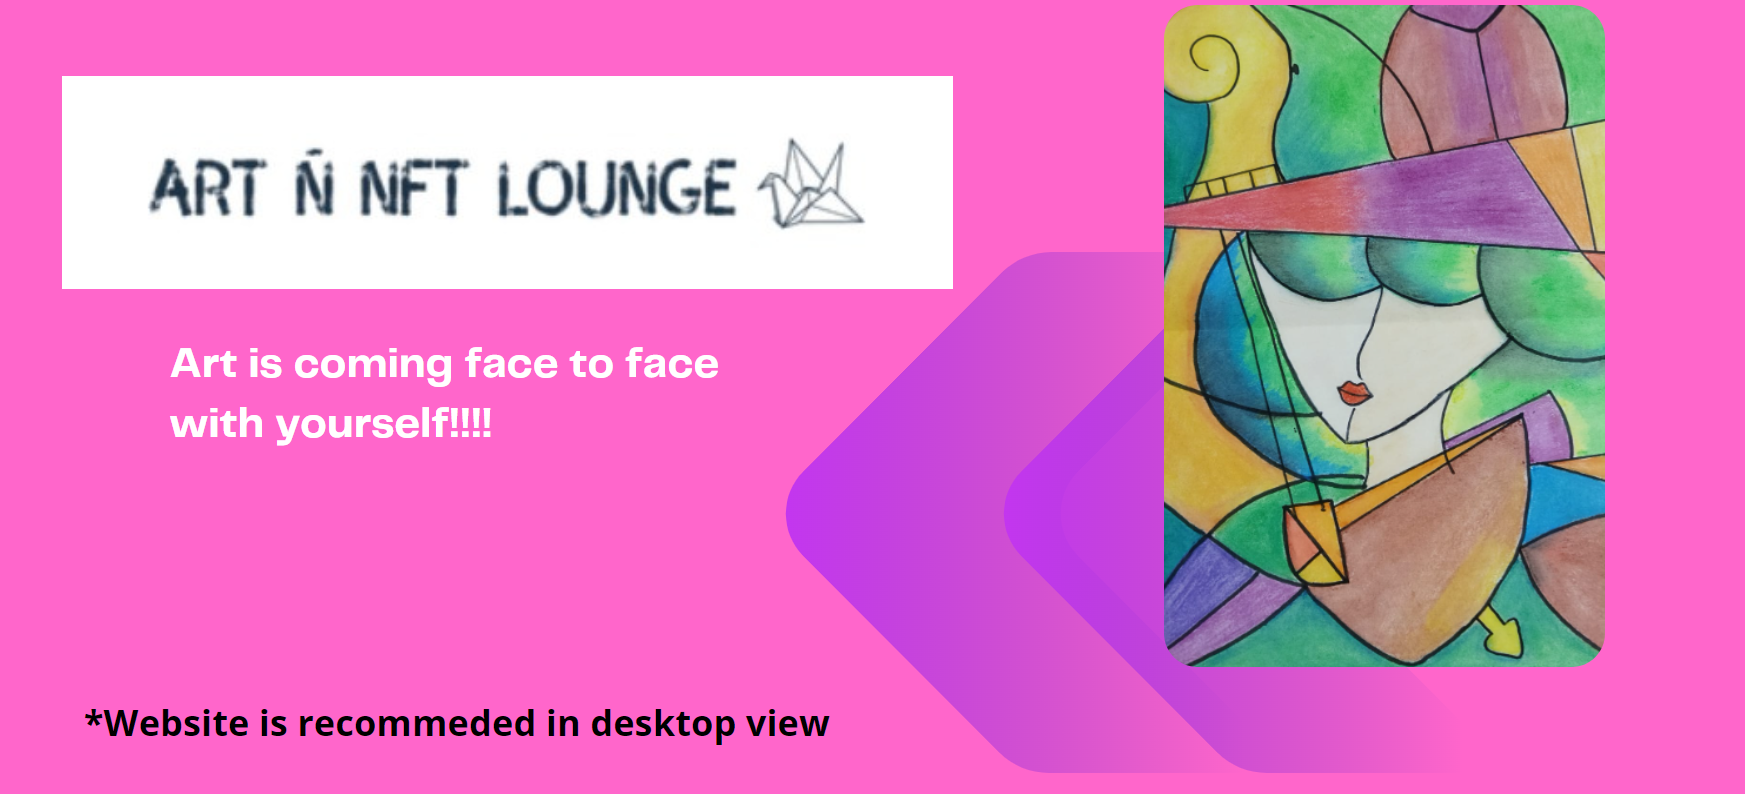 ART Ñ NFT LOUNGE
Art is coming face to face
with yourself!!!!
*Website is recommeded in desktop view